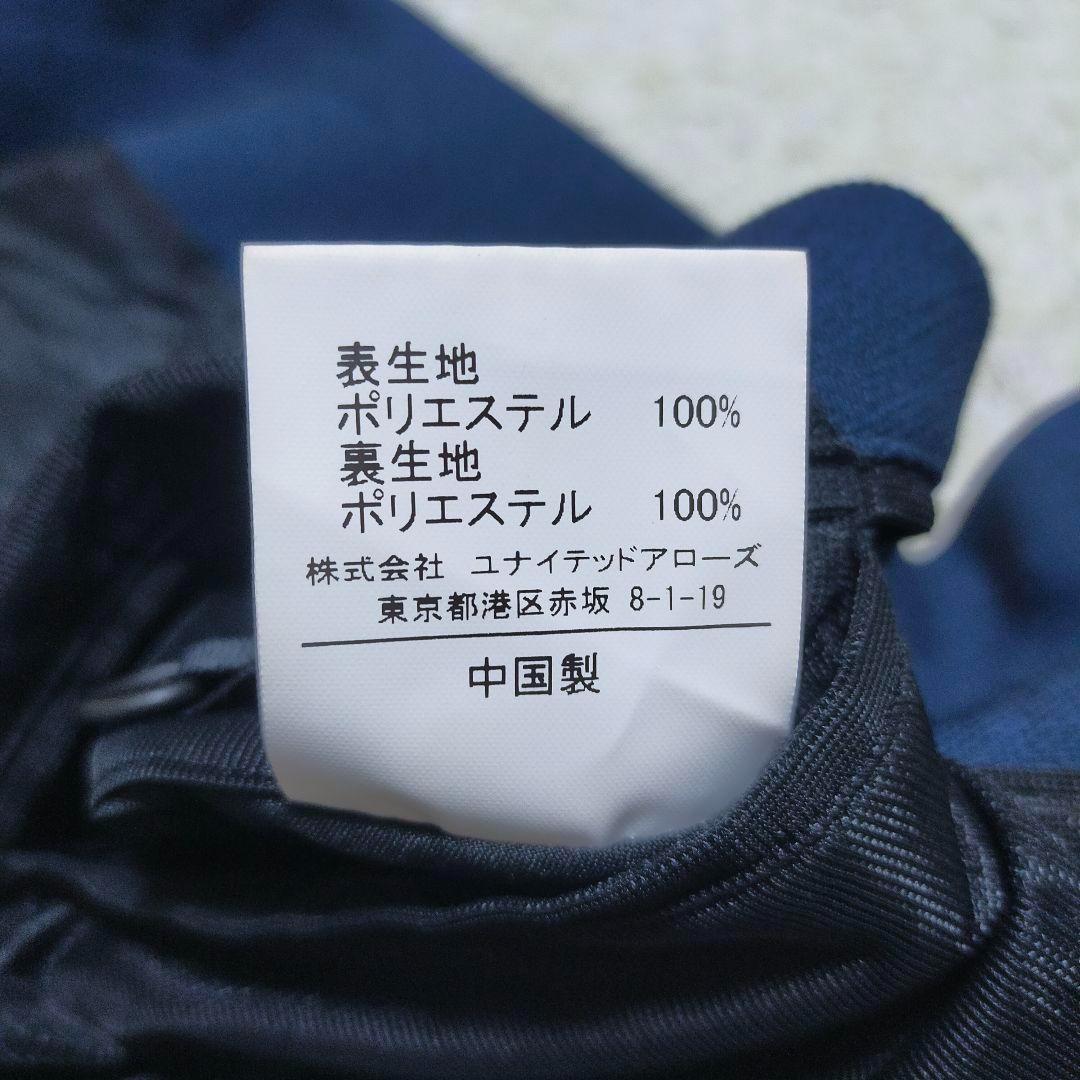 表生地
ポリエステル 100%
裏生地
ポリエステル 100%
株式会社 ユナイテッドアローズ
東京都港区赤坂 8-1-19
中国製